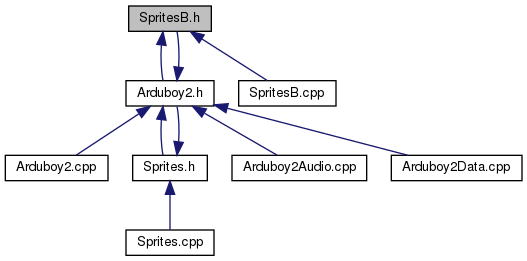 SpritesB.h
Arduboy2.h
SpritesB.cpp
Arduboy2.cpp
Sprites.h
Arduboy2Audio.cpp
Arduboy2Data.cpp
Sprites.cpp